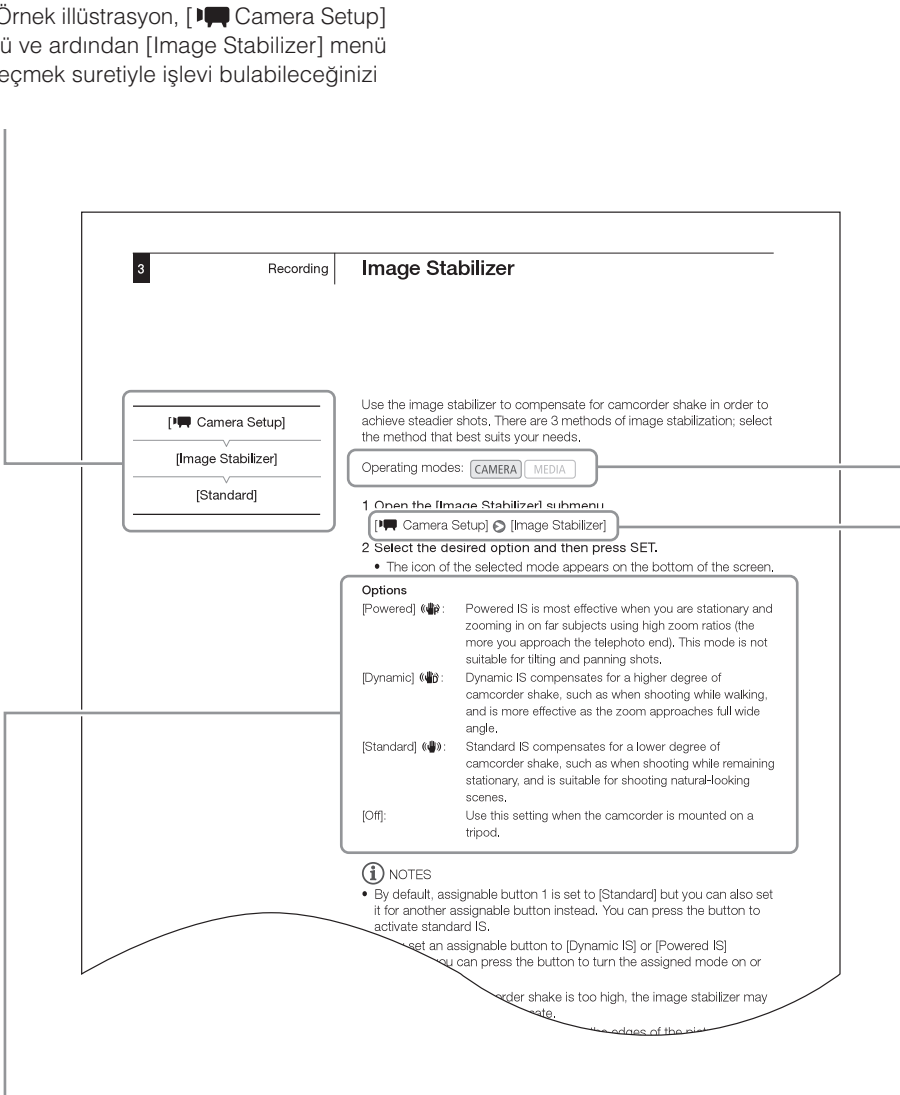 Örnek illüstrasyon, [ Camera Setup]
ü ve ardından [Image Stabilizer] menü
eçmek suretiyle işlevi bulabileceğinizi
3 Recording Image Stabilizer
[ Camera Setup]
[Image Stabilizer]
[Standard]
Use the image stabilizer to compensate for camcorder shake in order to
achieve steadier shots. There are 3 methods of image stabilization; select
the method that best suits your needs.
Operating modes: CAMERA MEDIA
1 Open the [Image Stabilizer] submenu
[ Camera Setup] [Image Stabilizer]
2 Select the desired option and then press SET.
• The icon of the selected mode appears on the bottom of the screen.
Options
[Powered] : Powered IS is most effective when you are stationary and
zooming in on far subjects using high zoom ratios (the
more you approach the telephoto end). This mode is not
suitable for tilting and panning shots.
[Dynamic] : Dynamic IS compensates for a higher degree of
camcorder shake, such as when shooting while walking,
and is more effective as the zoom approaches full wide
angle.
[Standard] : Standard IS compensates for a lower degree of
camcorder shake, such as when shooting while remaining
stationary, and is suitable for shooting natural-looking
scenes.
[Off]: Use this setting when the camcorder is mounted on a
tripod.
NOTES
• By default, assignable button 1 is set to [Standard] but you can also set
it for another assignable button instead. You can press the button to
activate standard IS.
set an assignable button to [Dynamic IS] or [Powered IS]
you can press the button to turn the assigned mode on or
order shake is too high, the image stabilizer may
edges of the